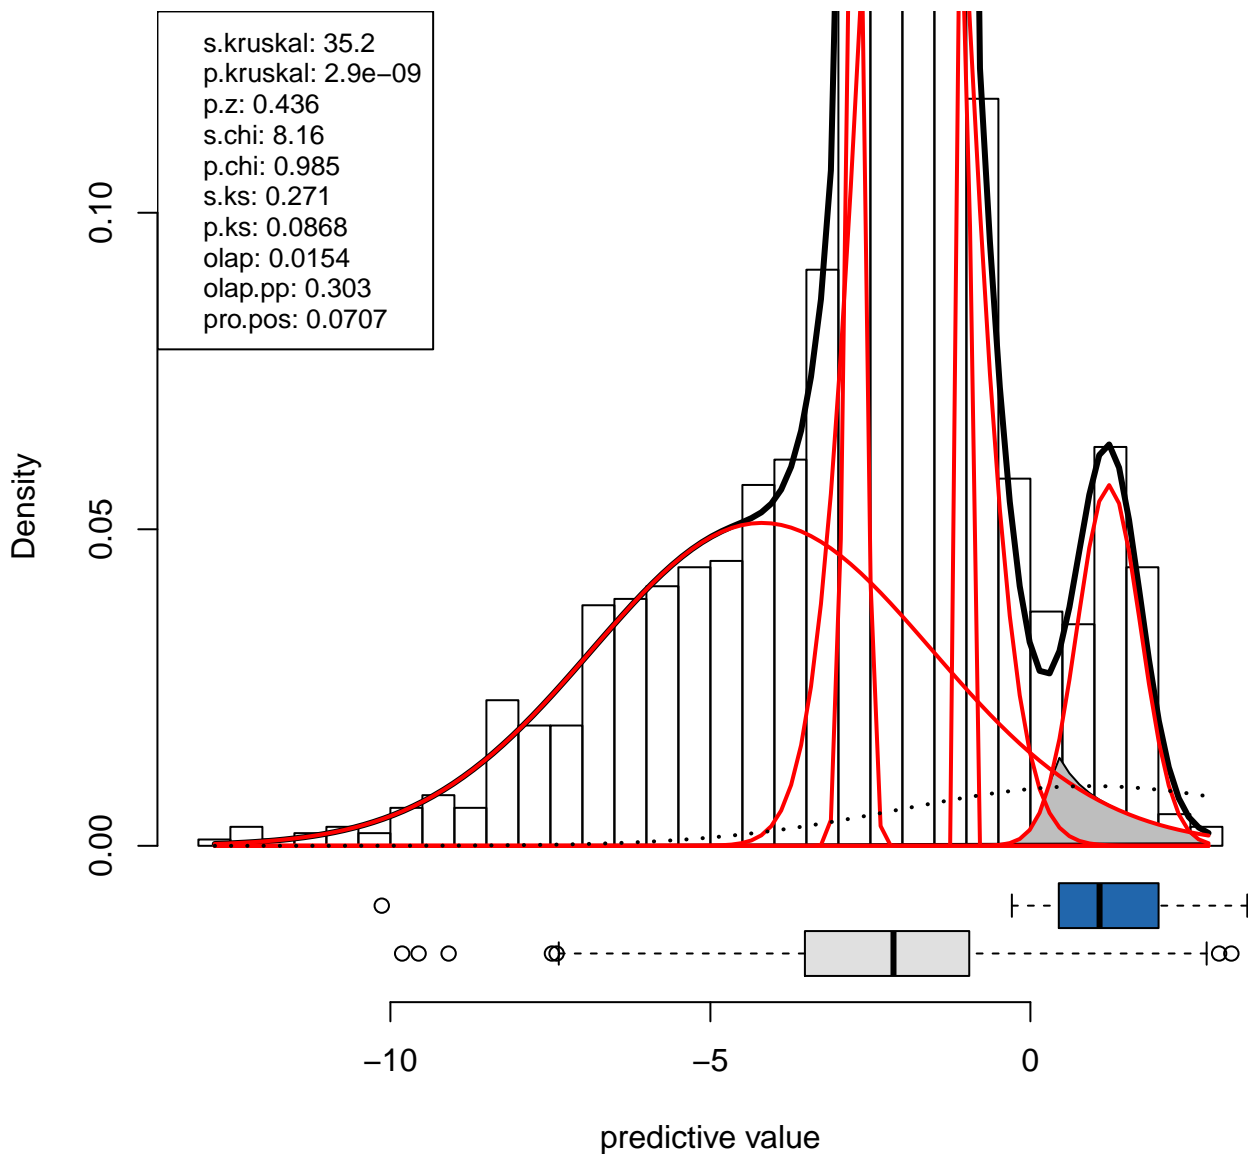 s.kruskal: 35.2
p.kruskal: 2.9e−09
p.z: 0.436
s.chi: 8.16
p.chi: 0.985
s.ks: 0.271
p.ks: 0.0868
olap: 0.0154
olap.pp: 0.303
pro.pos: 0.0707
0.10
0.05
0.00
Density
−10
−5
0
predictive value